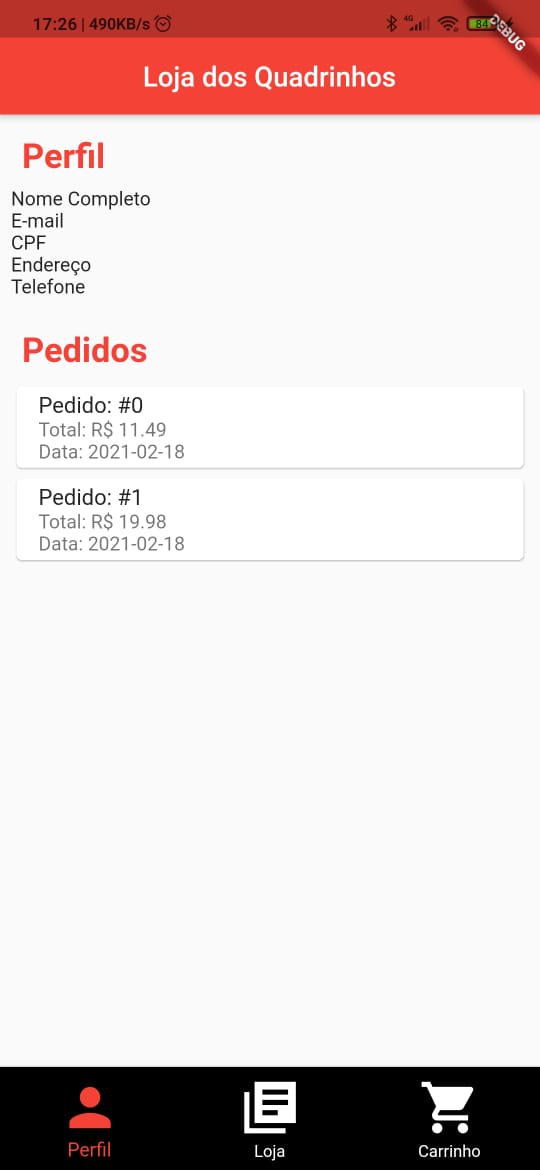 17:26 | 490KB/s
4G
84
DEBUG
Loja dos Quadrinhos
Perfil
Nome Completo
E-mail
CPF
Endereço
Telefone
Pedidos
Pedido: #0
Total: R$ 11.49
Data: 2021-02-18
Pedido: #1
Total: R$ 19.98
Data: 2021-02-18
Perfil
Loja
Carrinho